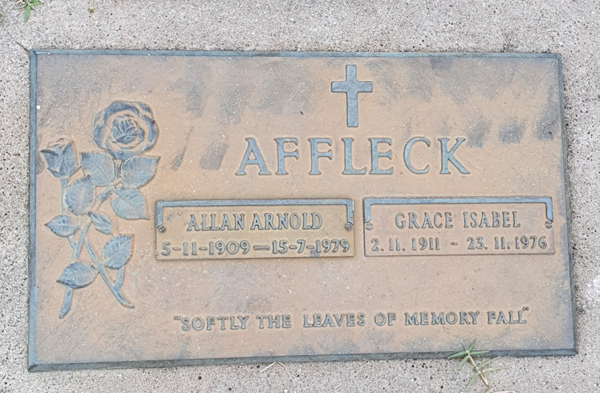 AFFLECK
ALLAN ARNOLD
5-11-1909 — 15-7-1979
GRACE ISABEL
2.11.1911 - 23.11.1976
"SOFTLY THE LEAVES OF MEMORY FALL"